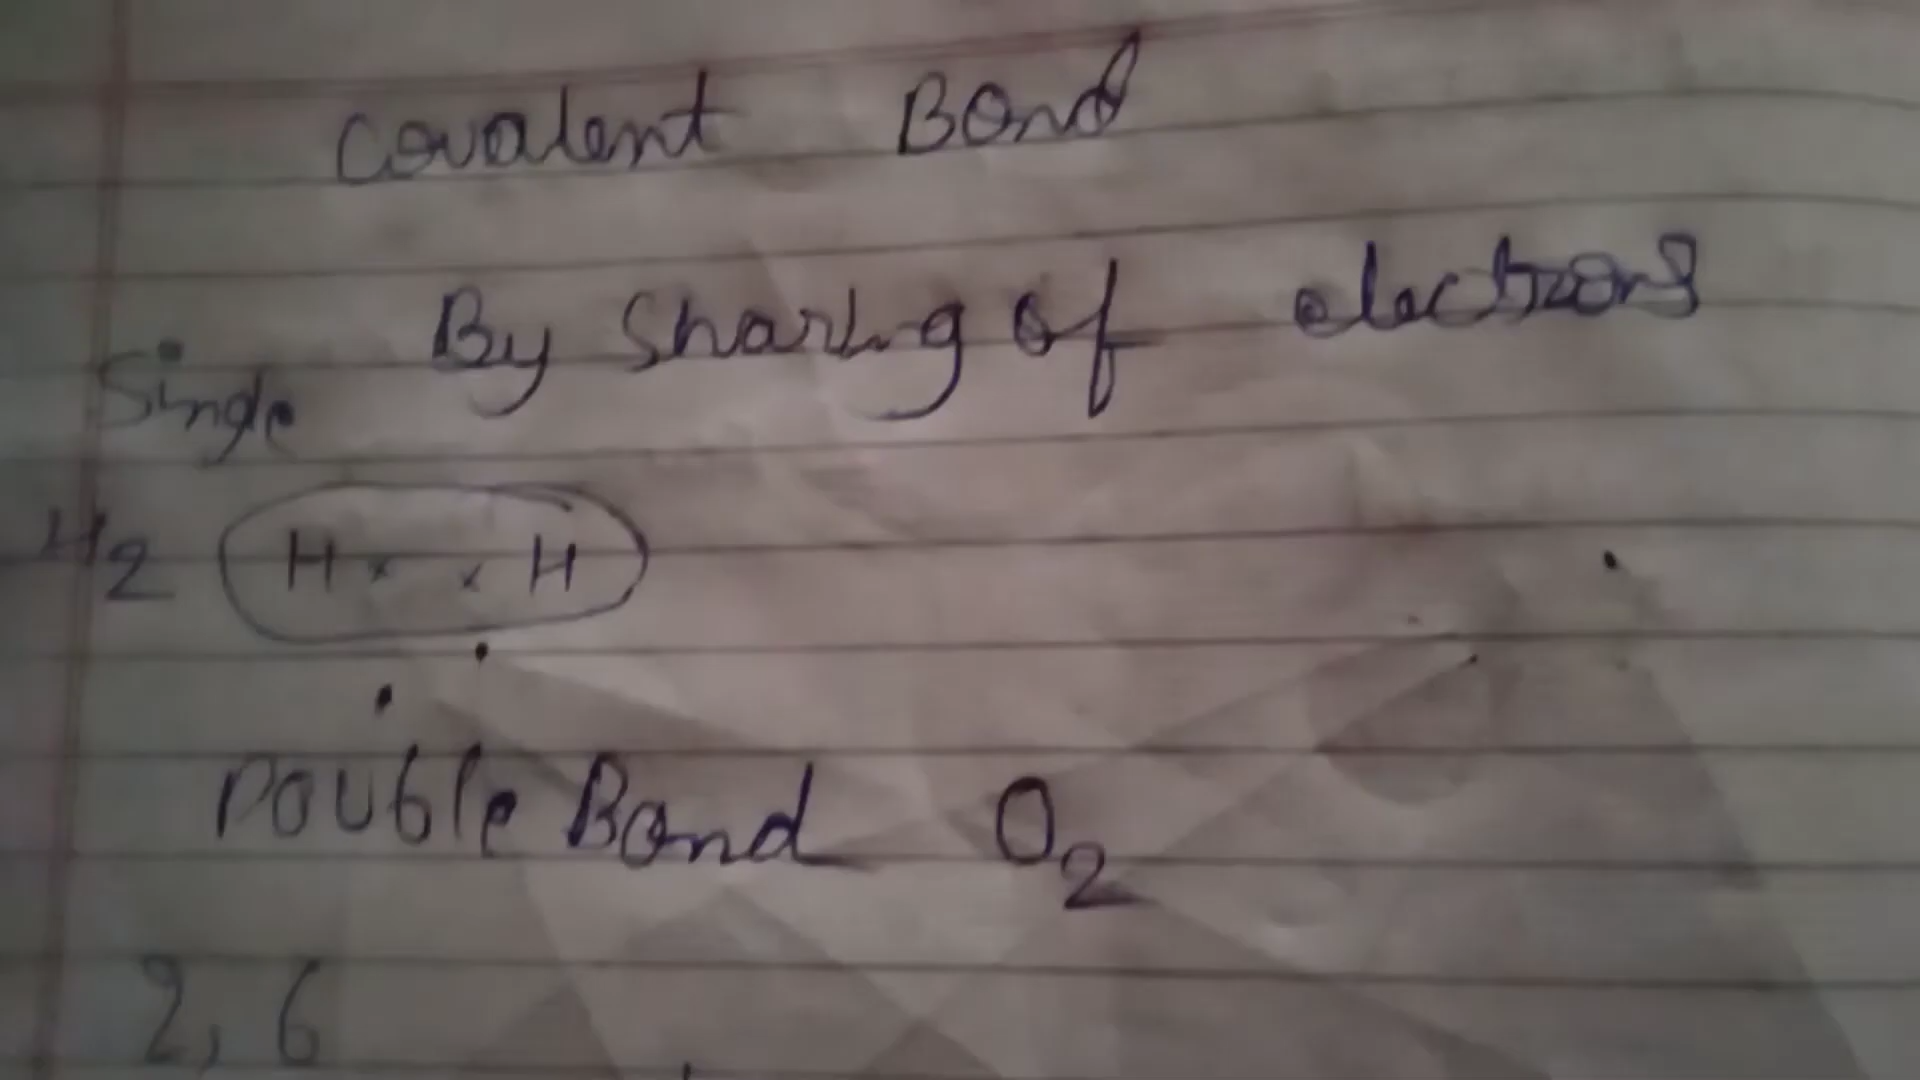 Covalent Bond
By Sharing of electrons
Single
H2 H x x H
Double Bond O2
2, 6